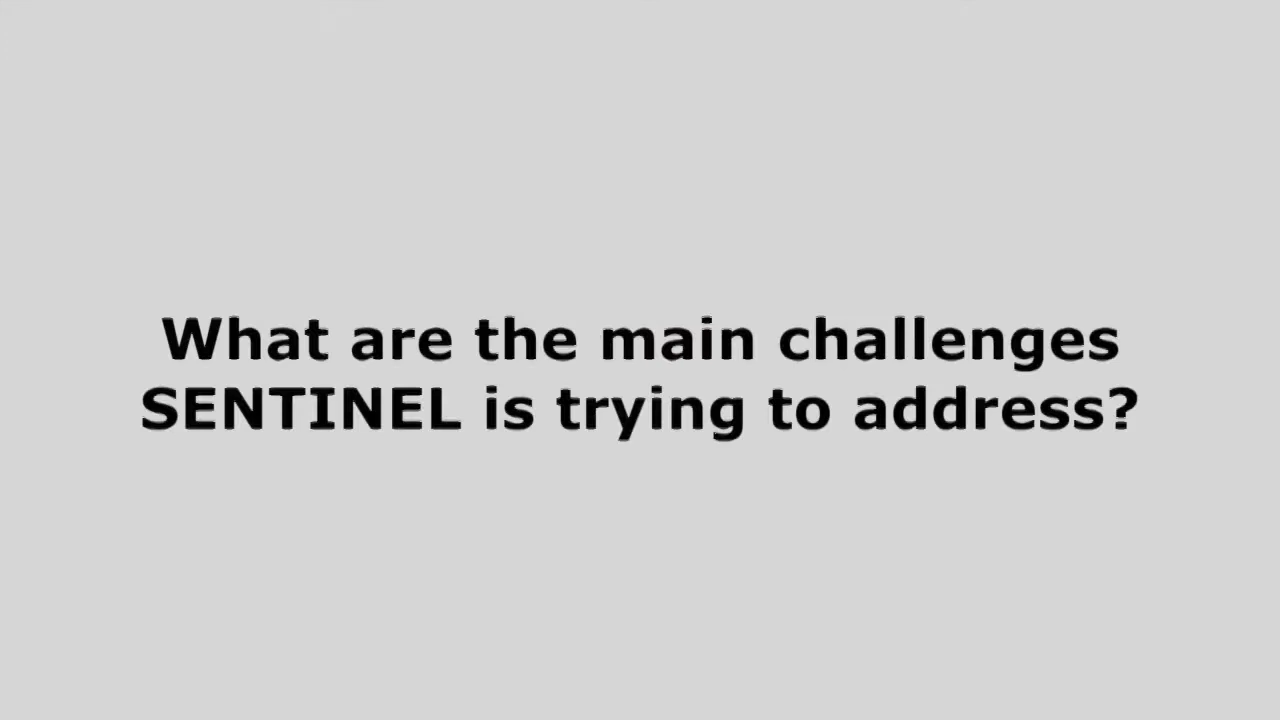 What are the main challenges
SENTINEL is trying to address?